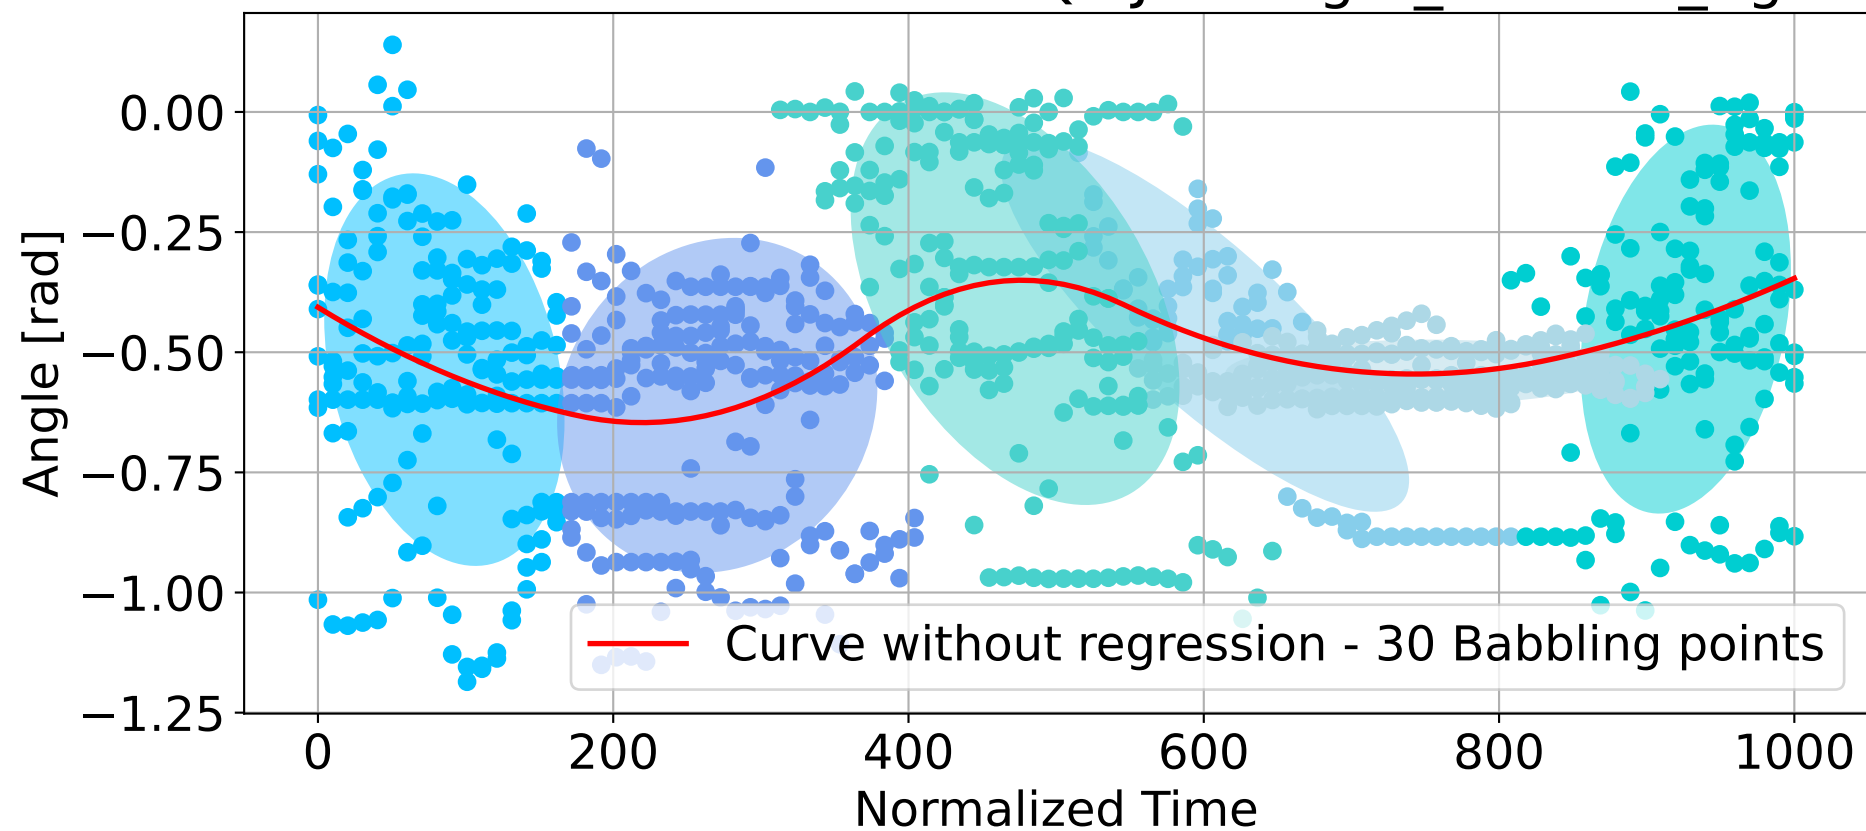 0.00
−0.25
−0.50
−0.75
−1.00
−1.25
Angle [rad]
Curve without regression - 30 Babbling points
0 200 400 600 800 1000
Normalized Time